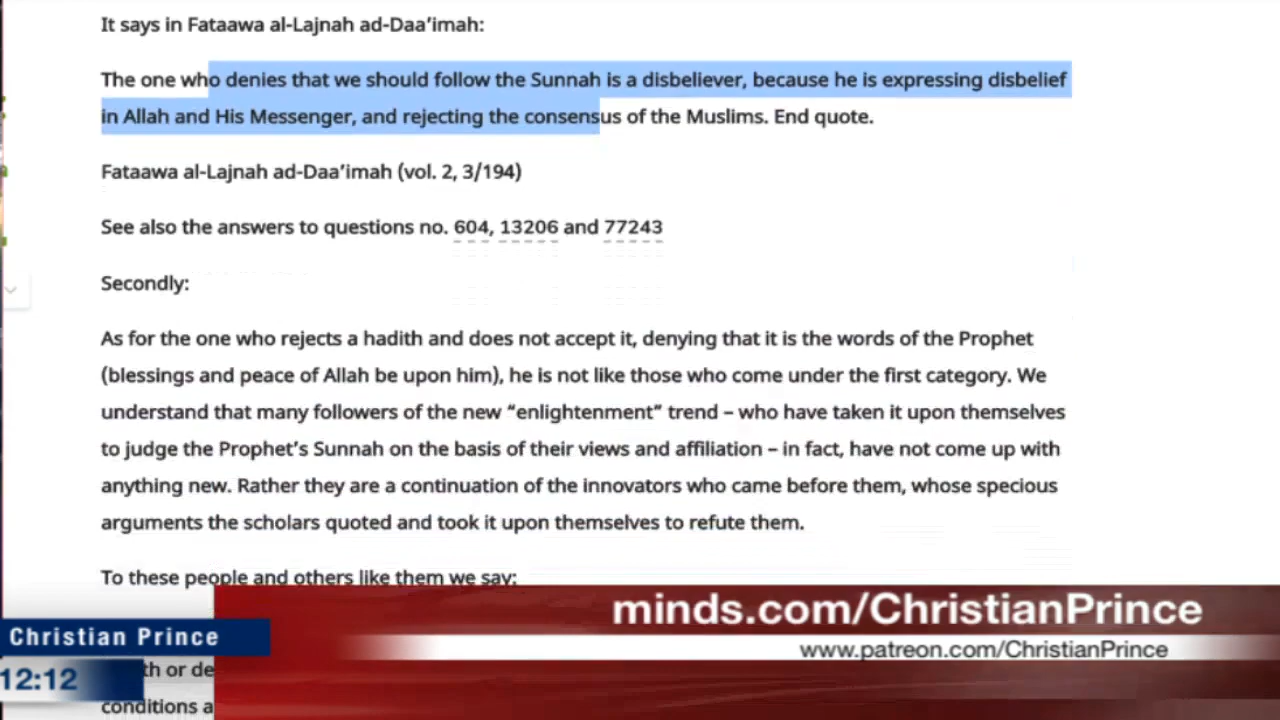 It says in Fataawa al-Lajnah ad-Daa’imah:
The one who denies that we should follow the Sunnah is a disbeliever, because he is expressing disbelief
in Allah and His Messenger, and rejecting the consensus of the Muslims. End quote.
Fataawa al-Lajnah ad-Daa’imah (vol. 2, 3/194)
See also the answers to questions no. 604, 13206 and 77243
Secondly:
As for the one who rejects a hadith and does not accept it, denying that it is the words of the Prophet
(blessings and peace of Allah be upon him), he is not like those who come under the first category. We
understand that many followers of the new “enlightenment” trend – who have taken it upon themselves
to judge the Prophet’s Sunnah on the basis of their views and affiliation – in fact, have not come up with
anything new. Rather they are a continuation of the innovators who came before them, whose specious
arguments the scholars quoted and took it upon themselves to refute them.
To these people and others like them we say:
minds.com/ChristianPrince
Christian Prince
www.patreon.com/ChristianPrince
th or de
12:12
conditions a